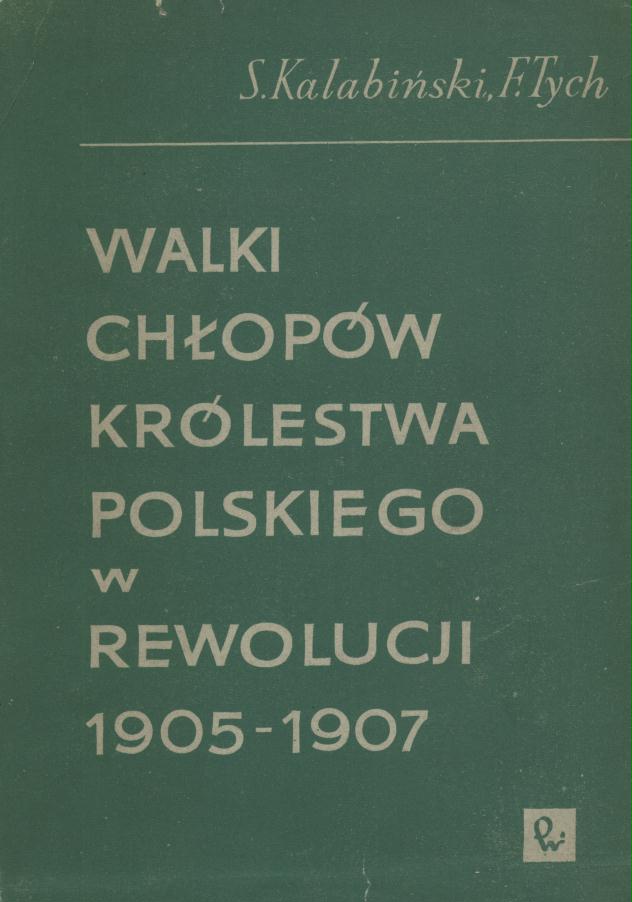 S. Kalabiński, F. Tych
WALKI
CHŁOPÓW
KRÓLESTWA
POLSKIEGO
w
REWOLUCJI
1905-1907